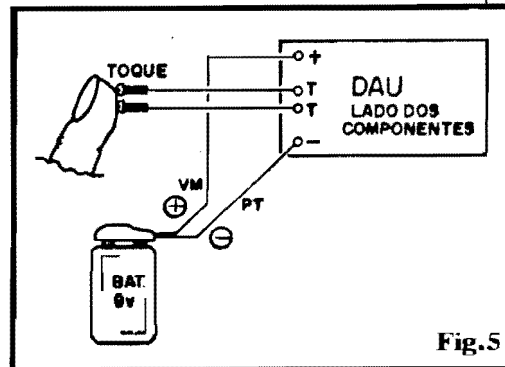 TOQUE
+
T
T
-
DAU
LADO DOS
COMPONENTES
VM
PT
+
-
BAT.
9v
Fig.5